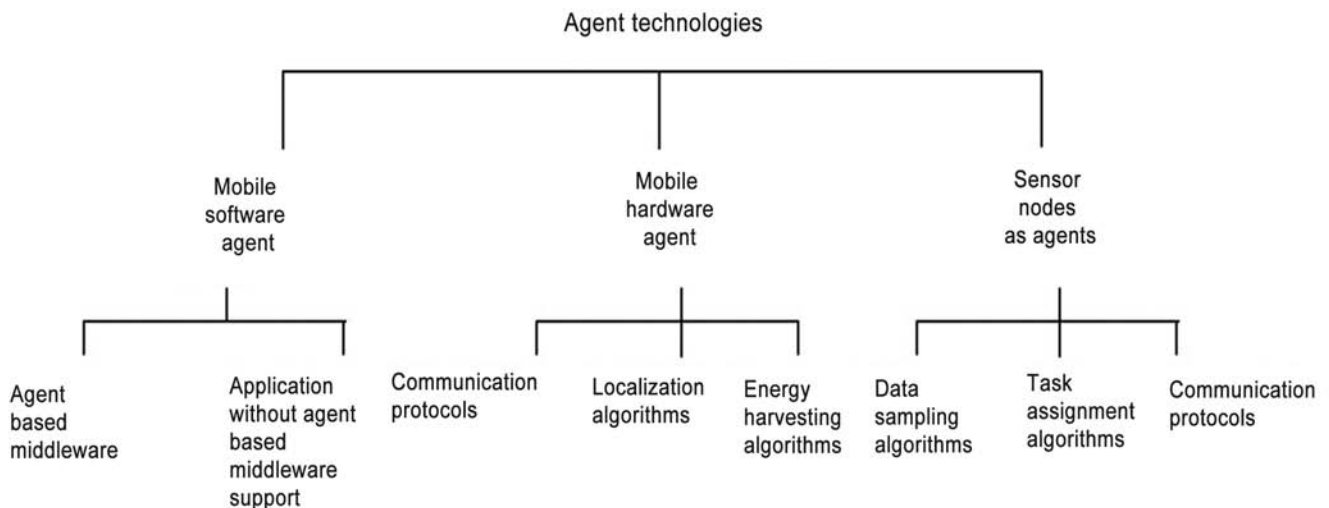 Agent technologies
Mobile
software
agent
Mobile
hardware
agent
Sensor
nodes
as agents
Agent
based
middleware
Application
without agent
based
middleware
support
Communication
protocols
Localization
algorithms
Energy
harvesting
algorithms
Data
sampling
algorithms
Task
assignment
algorithms
Communication
protocols